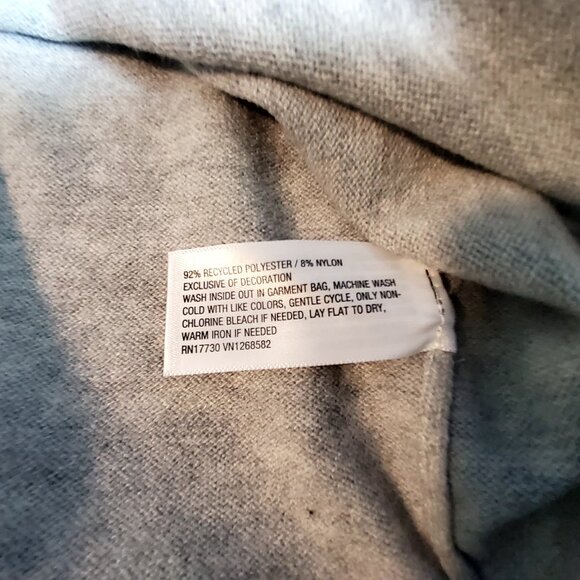 92% RECYCLED POLYESTER / 8% NYLON
EXCLUSIVE OF DECORATION
WASH INSIDE OUT IN GARMENT BAG, MACHINE WASH
COLD WITH LIKE COLORS, GENTLE CYCLE, ONLY NON-
CHLORINE BLEACH IF NEEDED, LAY FLAT TO DRY,
WARM IRON IF NEEDED
RN17730 VN1268582